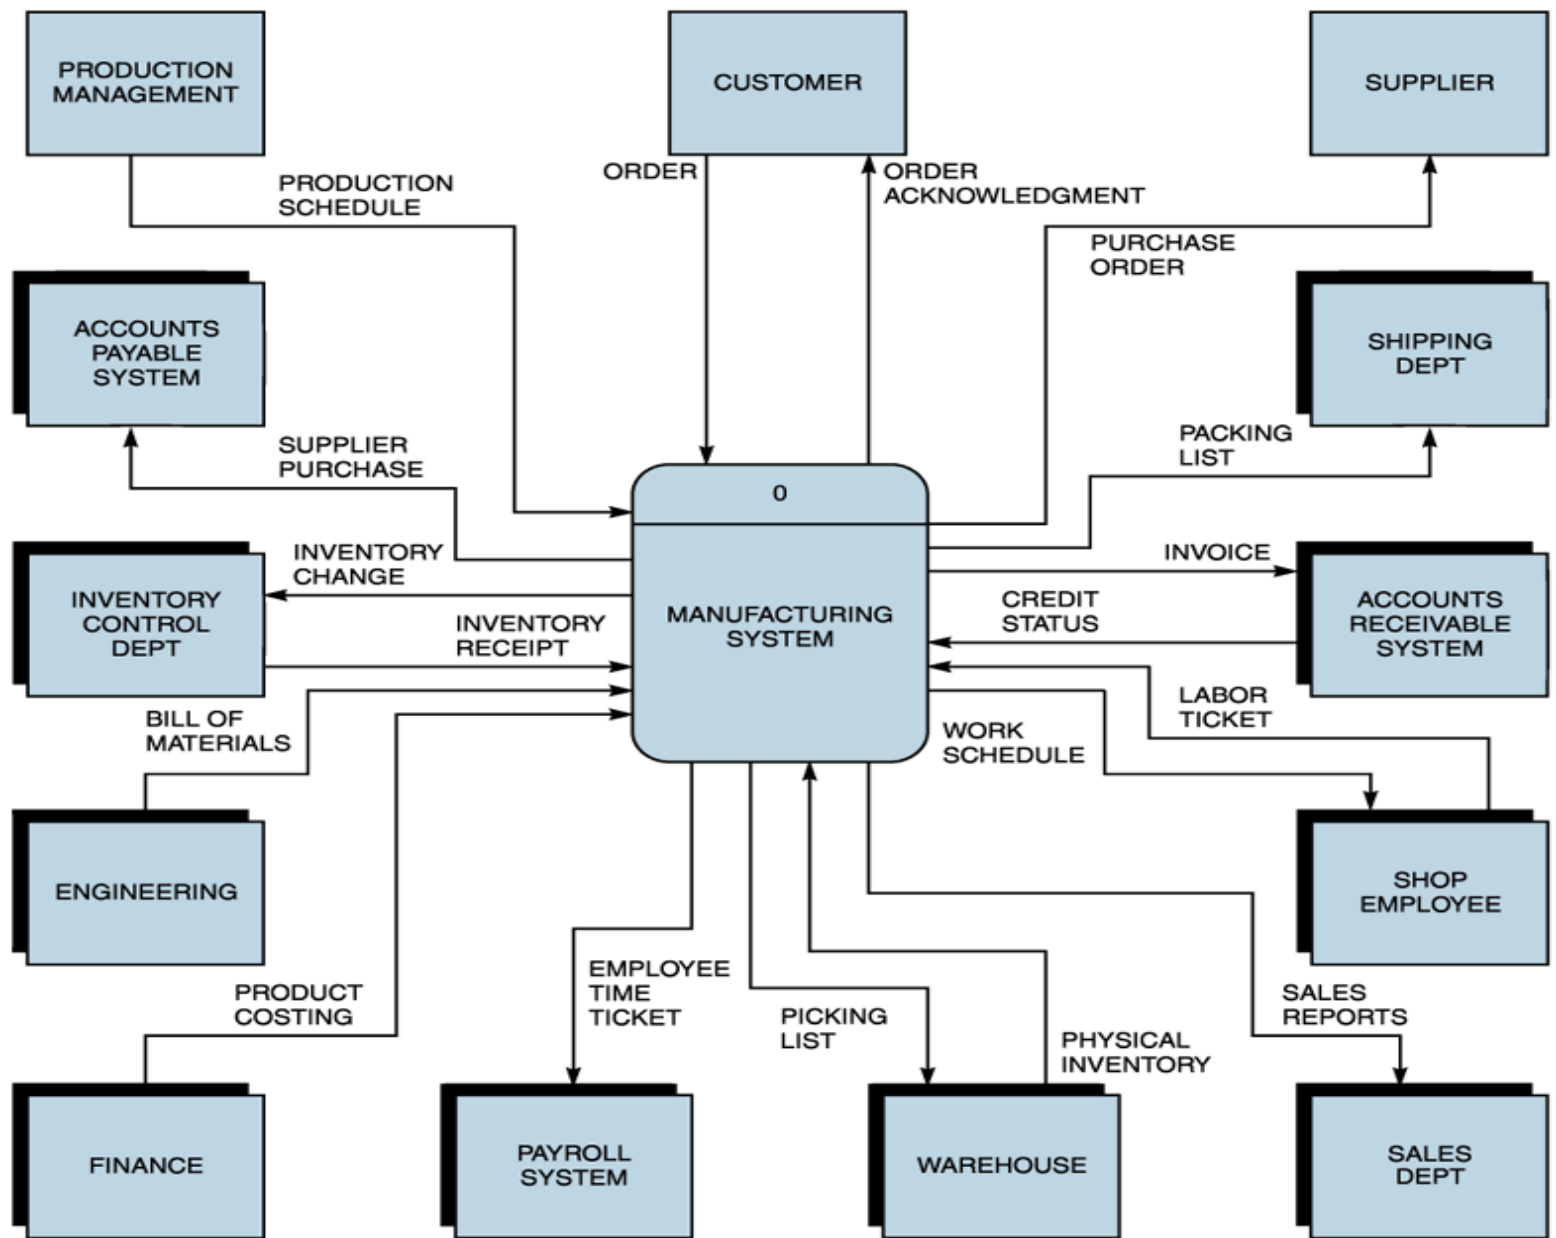 PRODUCTION
MANAGEMENT
CUSTOMER
SUPPLIER
PRODUCTION
SCHEDULE
ORDER
ORDER
ACKNOWLEDGMENT
PURCHASE
ORDER
ACCOUNTS
PAYABLE
SYSTEM
SHIPPING
DEPT
SUPPLIER
PURCHASE
PACKING
LIST
0
MANUFACTURING
SYSTEM
INVENTORY
CHANGE
INVOICE
INVENTORY
CONTROL
DEPT
INVENTORY
RECEIPT
CREDIT
STATUS
ACCOUNTS
RECEIVABLE
SYSTEM
BILL OF
MATERIALS
WORK
SCHEDULE
LABOR
TICKET
ENGINEERING
SHOP
EMPLOYEE
PRODUCT
COSTING
EMPLOYEE
TIME
TICKET
PICKING
LIST
PHYSICAL
INVENTORY
SALES
REPORTS
FINANCE
PAYROLL
SYSTEM
WAREHOUSE
SALES
DEPT